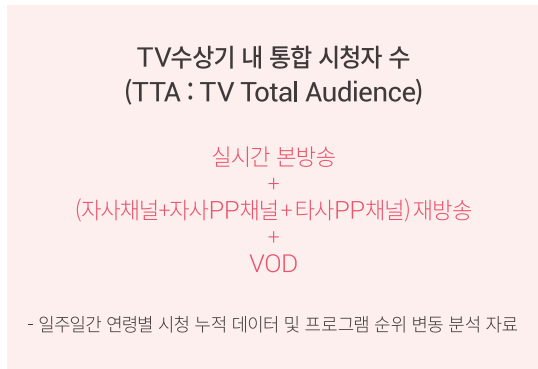 TV수상기 내 통합 시청자 수
(TTA : TV Total Audience)
실시간 본방송
+
(자사채널+자사PP채널+타사PP채널)재방송
+
VOD
- 일주일간 연령별 시청 누적 데이터 및 프로그램 순위 변동 분석 자료